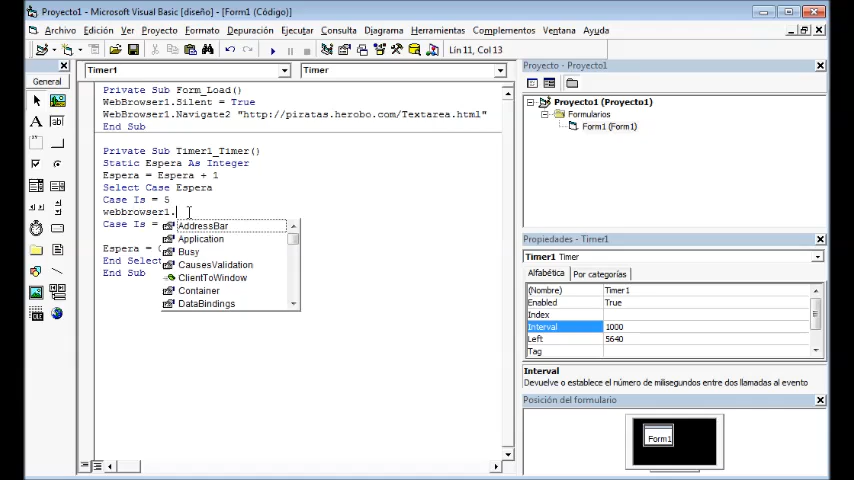 Proyecto1 - Microsoft Visual Basic [diseño] - [Form1 (Código)]
Archivo Edición Ver Proyecto Formato Depuración Ejecutar Consulta Diagrama Herramientas Complementos Ventana Ayuda
Lín 11, Col 13
General
Timer1
Timer
Private Sub Form_Load()
WebBrowser1.Silent = True
WebBrowser1.Navigate2 "http://piratas.herobo.com/Textarea.html"
End Sub
Private Sub Timer1_Timer()
Static Espera As Integer
Espera = Espera + 1
Select Case Espera
Case Is = 5
webbrowser1.
Case Is =
Espera = 0
End Select
End Sub
AddressBar
Application
Busy
CausesValidation
ClientToWindow
Container
DataBindings
Proyecto - Proyecto1
Proyecto1 (Proyecto1)
Formularios
Form1 (Form1)
Propiedades - Timer1
Timer1 Timer
Alfabética
Por categorías
(Nombre) Timer1
Enabled True
Index
Interval 1000
Left 5640
Tag
Interval
Devuelve o establece el número de milisegundos entre dos llamadas al evento
Posición del formulario
Form1